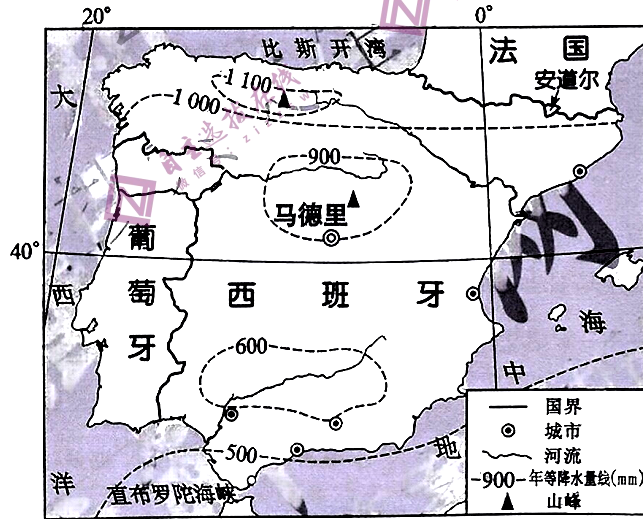 20°
0°
比斯开湾
法国
安道尔
大西洋
1 100
1 000
900
马德里
40°
葡萄牙
西班牙
600
500
地中海
直布罗陀海峡
国界
城市
河流
-900-年等降水量线(mm)
山峰